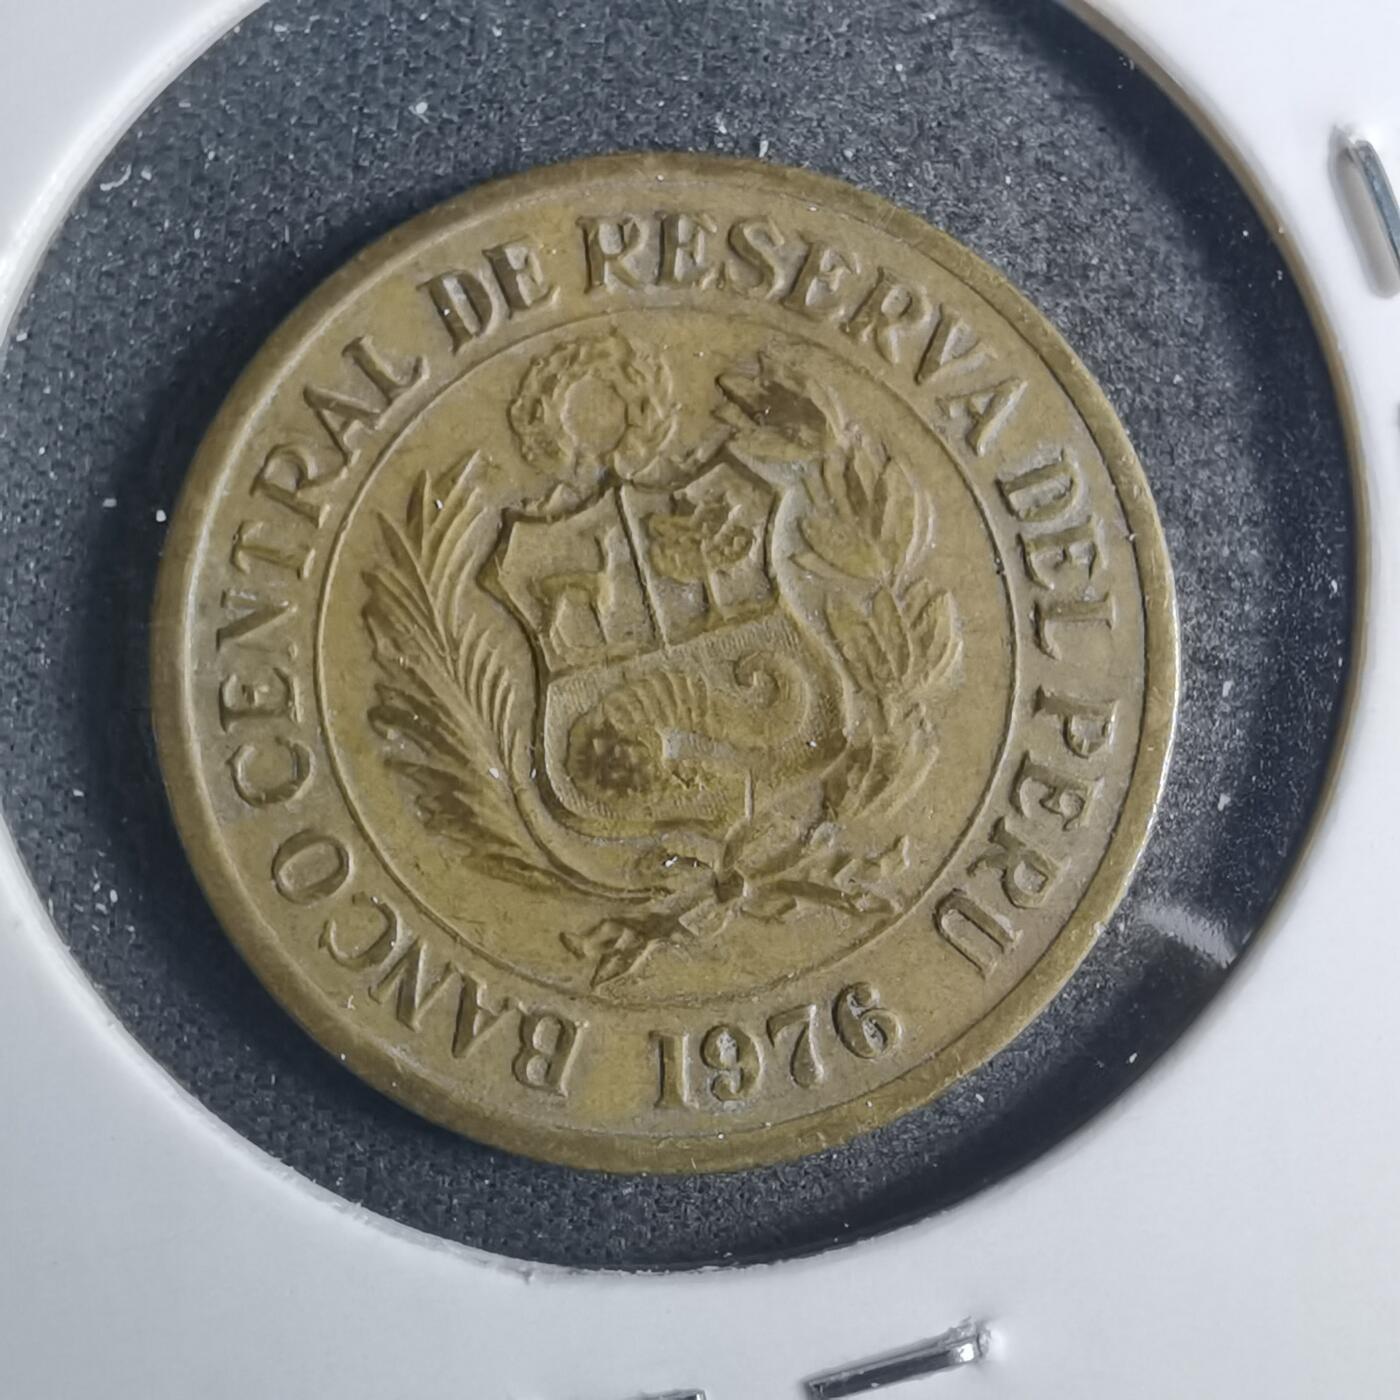 BANCO CENTRAL DE RESERVA DEL PERU
1976